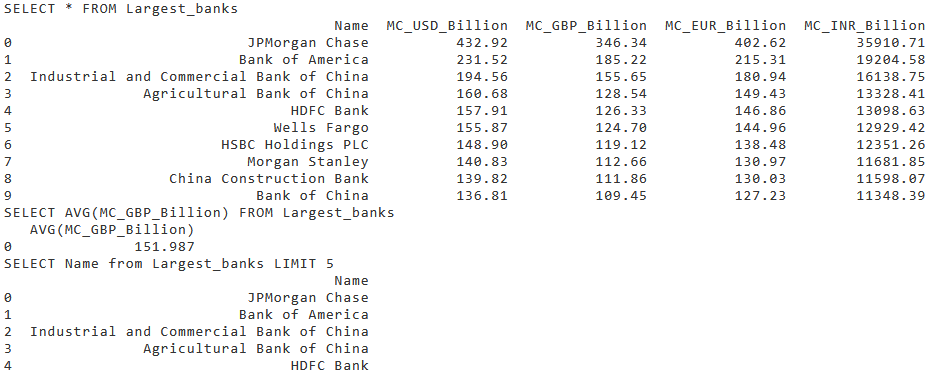 SELECT * FROM Largest_banks
Name MC_USD_Billion MC_GBP_Billion MC_EUR_Billion MC_INR_Billion
0 JPMorgan Chase 432.92 346.34 402.62 35910.71
1 Bank of America 231.52 185.22 215.31 19204.58
2 Industrial and Commercial Bank of China 194.56 155.65 180.94 16138.75
3 Agricultural Bank of China 160.68 128.54 149.43 13328.41
4 HDFC Bank 157.91 126.33 146.86 13098.63
5 Wells Fargo 155.87 124.70 144.96 12929.42
6 HSBC Holdings PLC 148.90 119.12 138.48 12351.26
7 Morgan Stanley 140.83 112.66 130.97 11681.85
8 China Construction Bank 139.82 111.86 130.03 11598.07
9 Bank of China 136.81 109.45 127.23 11348.39
SELECT AVG(MC_GBP_Billion) FROM Largest_banks
AVG(MC_GBP_Billion)
0 151.987
SELECT Name from Largest_banks LIMIT 5
Name
0 JPMorgan Chase
1 Bank of America
2 Industrial and Commercial Bank of China
3 Agricultural Bank of China
4 HDFC Bank